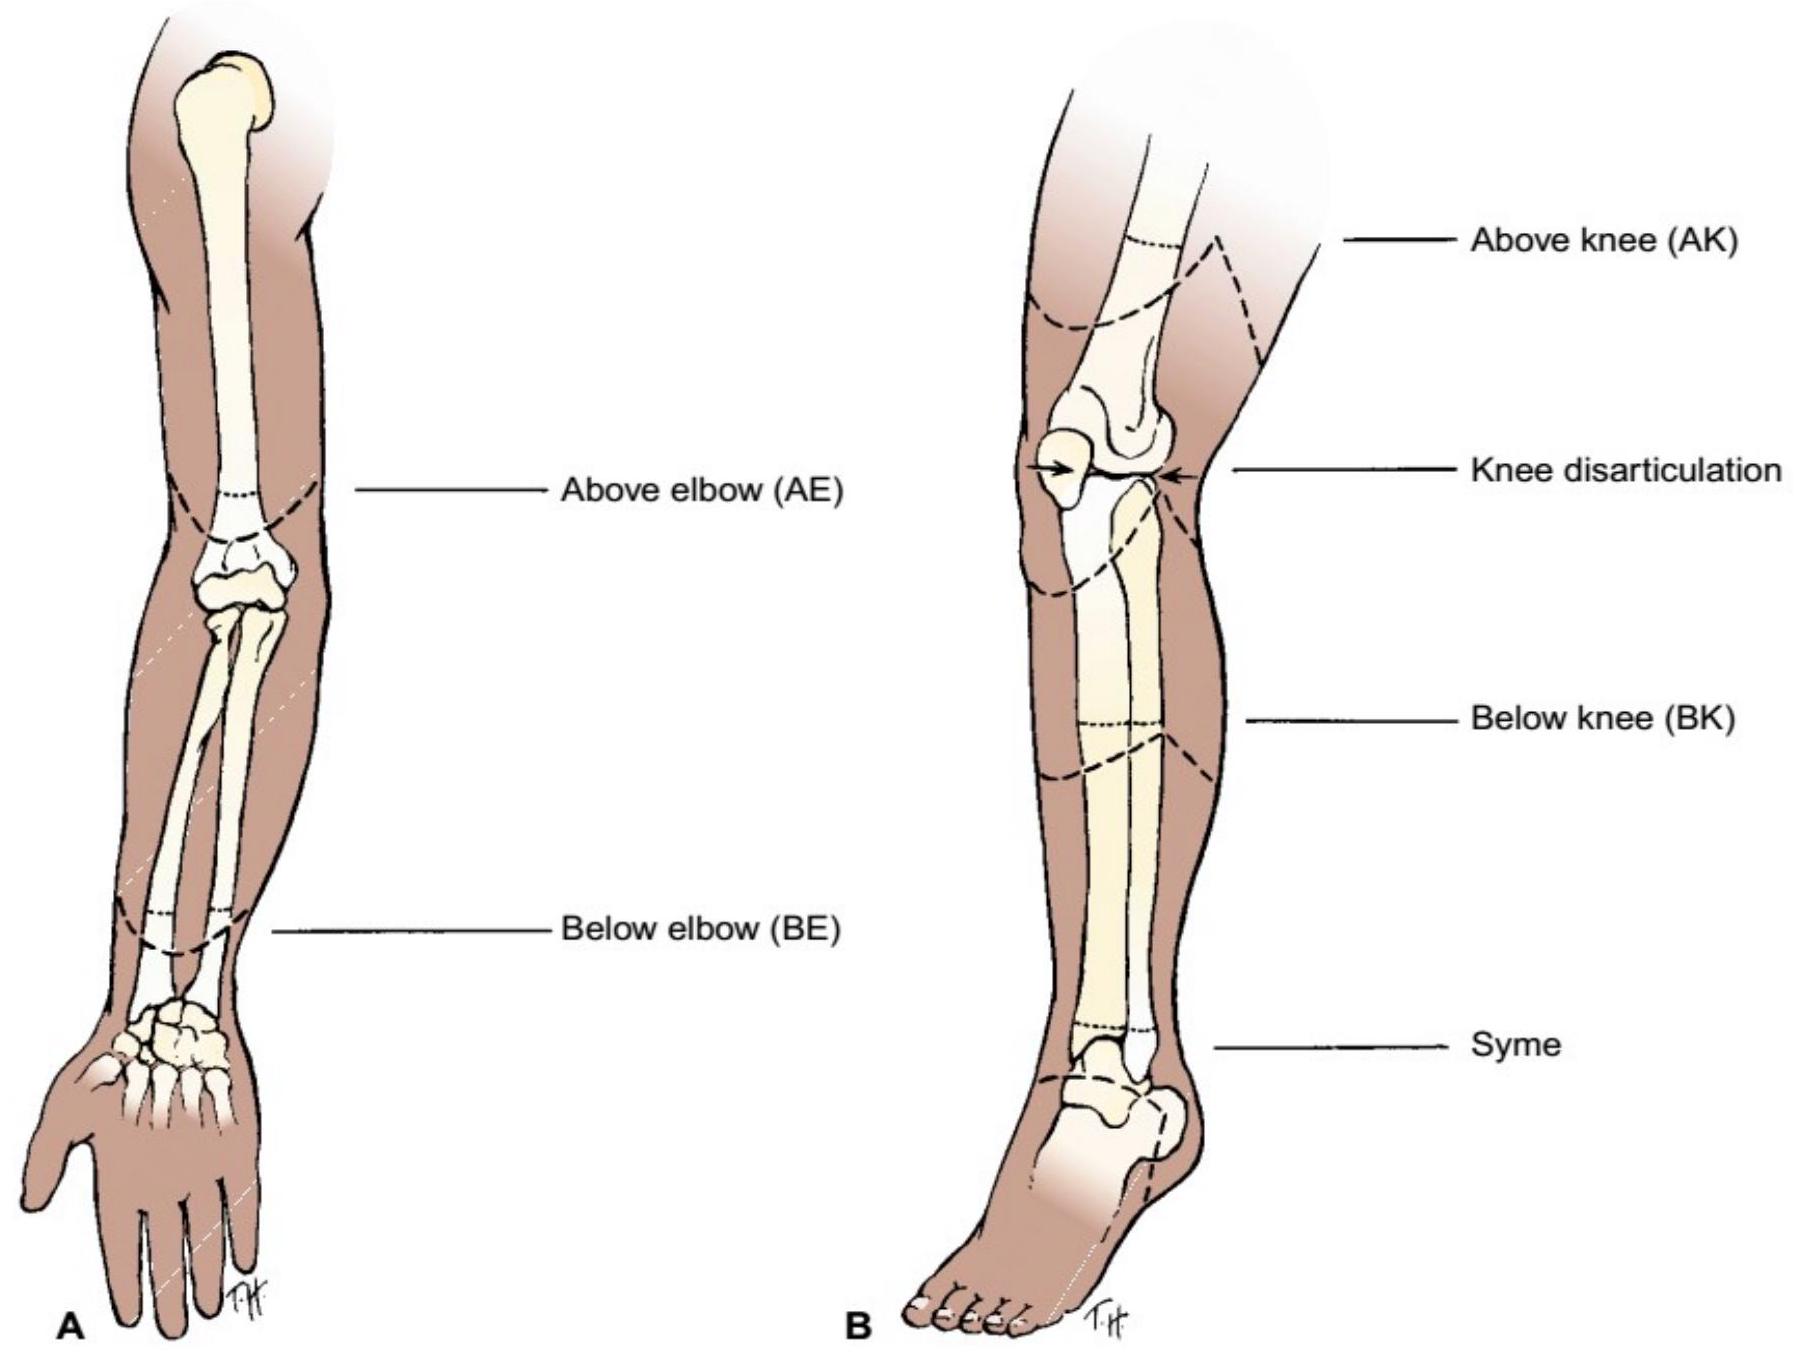 Above elbow (AE)
Below elbow (BE)
A
T.H.
Above knee (AK)
Knee disarticulation
Below knee (BK)
Syme
B
T.H.